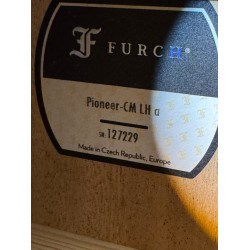 F FURCH
Pioneer-CM LH a
SN 127229
Made in Czech Republic, Europe